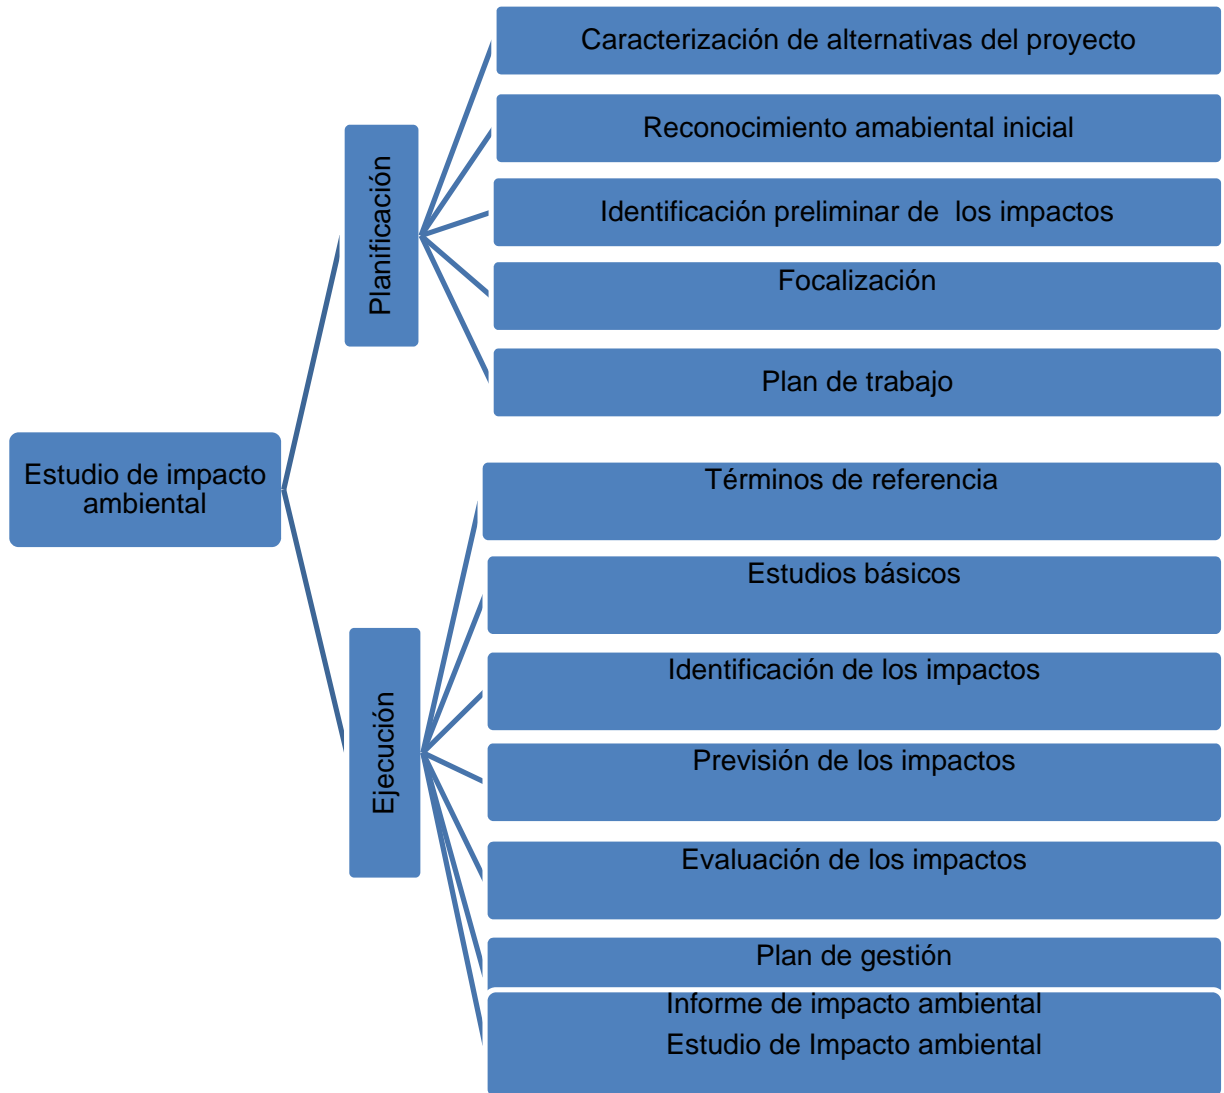 Estudio de impacto
ambiental
Planificación
Caracterización de alternativas del proyecto
Reconocimiento amabiental inicial
Identificación preliminar de los impactos
Focalización
Plan de trabajo
Ejecución
Términos de referencia
Estudios básicos
Identificación de los impactos
Previsión de los impactos
Evaluación de los impactos
Plan de gestión
Informe de impacto ambiental
Estudio de Impacto ambiental